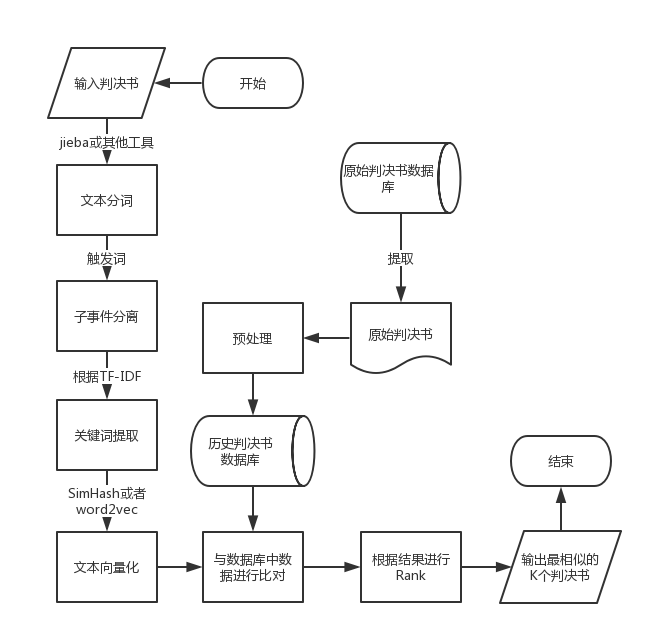 开始
输入判决书
jieba或其他工具
文本分词
触发词
子事件分离
根据TF-IDF
关键词提取
SimHash或者
word2vec
文本向量化
原始判决书数据
库
提取
原始判决书
预处理
历史判决书
数据库
与数据库中数
据进行比对
根据结果进行
Rank
输出最相似的
K个判决书
结束